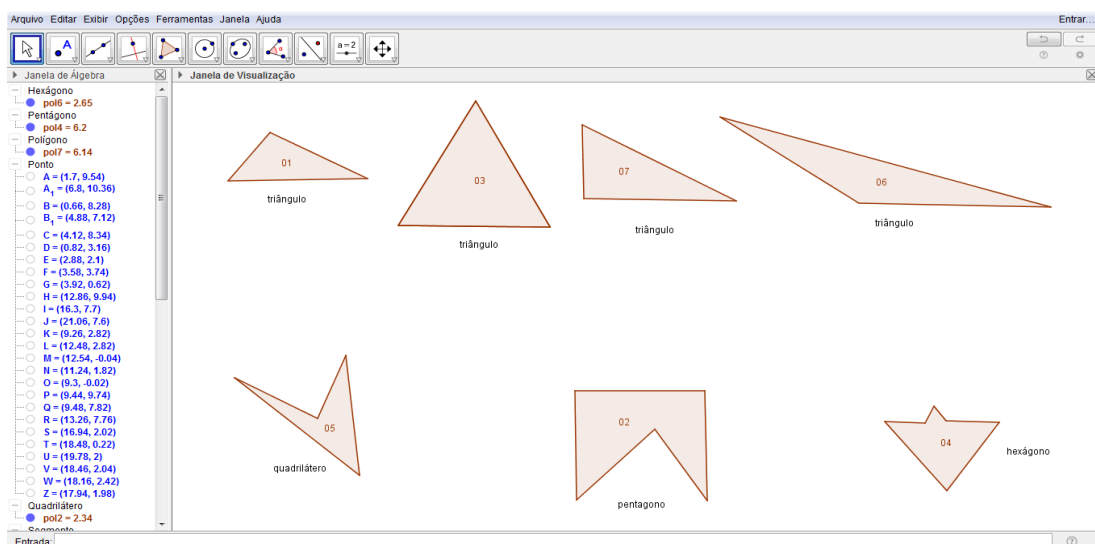 Arquivo Editar Exibir Opções Ferramentas Janela Ajuda
Entrar...
A
α
a=2
Janela de Álgebra
Janela de Visualização
Hexágono
pol6 = 2.65
Pentágono
pol4 = 6.2
Polígono
pol7 = 6.14
Ponto
A = (1.7, 9.54)
A1 = (6.8, 10.36)
B = (0.66, 8.28)
B1 = (4.88, 7.12)
C = (4.12, 8.34)
D = (0.82, 3.16)
E = (2.88, 2.1)
F = (3.58, 3.74)
G = (3.92, 0.62)
H = (12.86, 9.94)
I = (16.3, 7.7)
J = (21.06, 7.6)
K = (9.26, 2.82)
L = (12.48, 2.82)
M = (12.54, -0.04)
N = (11.24, 1.82)
O = (9.3, -0.02)
P = (9.44, 9.74)
Q = (9.48, 7.82)
R = (13.26, 7.76)
S = (16.94, 2.02)
T = (18.48, 0.22)
U = (19.78, 2)
V = (18.46, 2.04)
W = (18.16, 2.42)
Z = (17.94, 1.98)
Quadrilátero
pol2 = 2.34
Segmento
01
triângulo
03
triângulo
07
triângulo
06
triângulo
05
quadrilátero
02
pentagono
04
hexágono
Entrada: